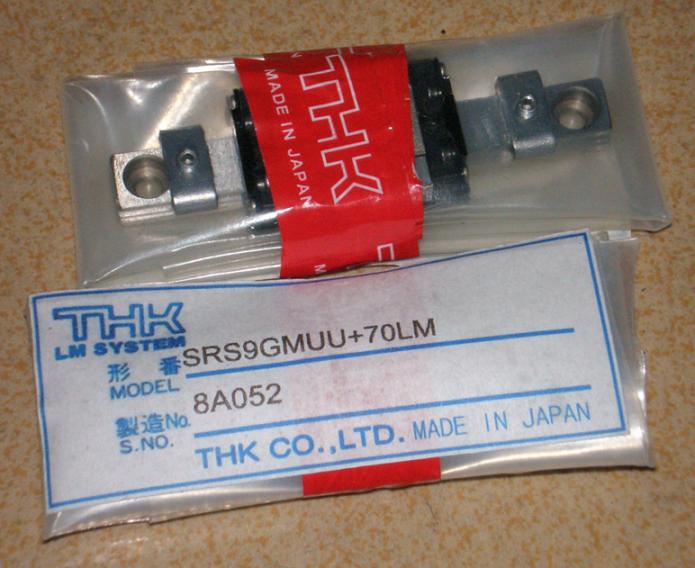 THK
MADE IN JAPAN
THK
LM SYSTEM
形 番
MODEL
SRS9GMUU+70LM
製造No.
S.NO.
8A052
THK CO.,LTD. MADE IN JAPAN